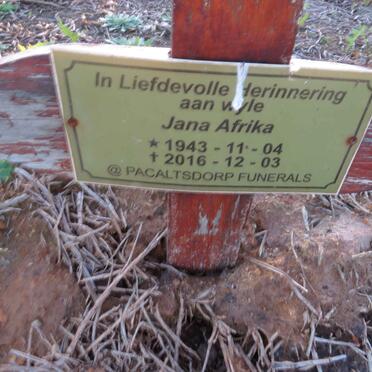 In Liefdevolle Herinnering
aan wyle
Jana Afrika
★ 1943 - 11 - 04
✝ 2016 - 12 - 03
@ PACALTSDORP FUNERALS